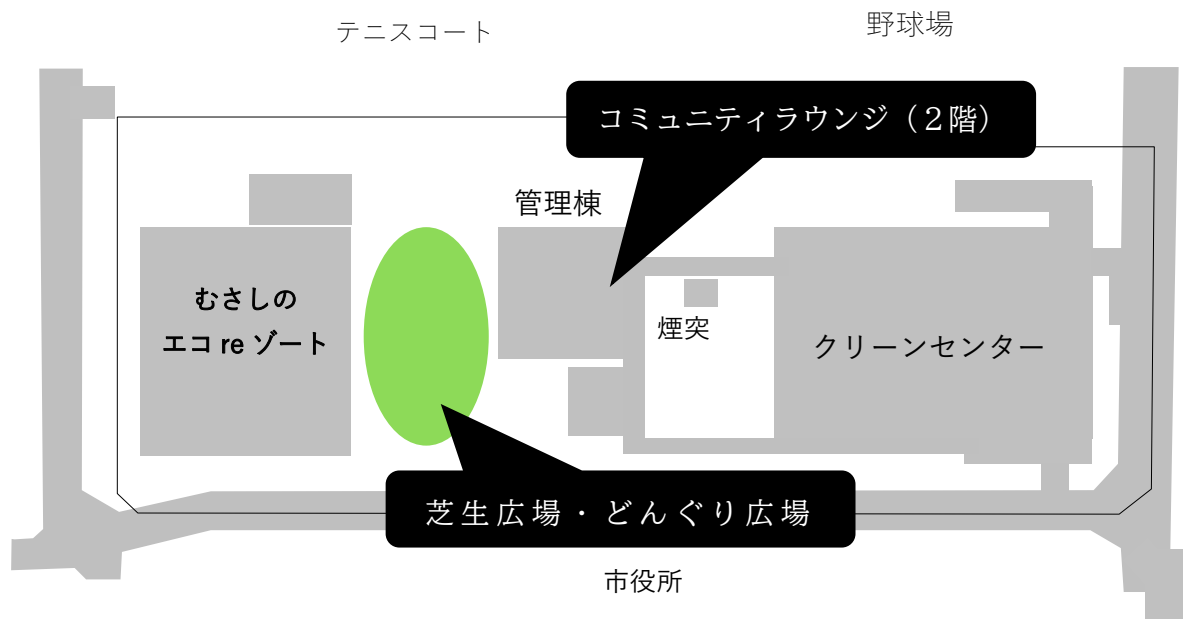 テニスコート
野球場
コミュニティラウンジ（２階）
管理棟
むさしの
エコ re ゾート
煙突
クリーンセンター
芝生広場・どんぐり広場
市役所